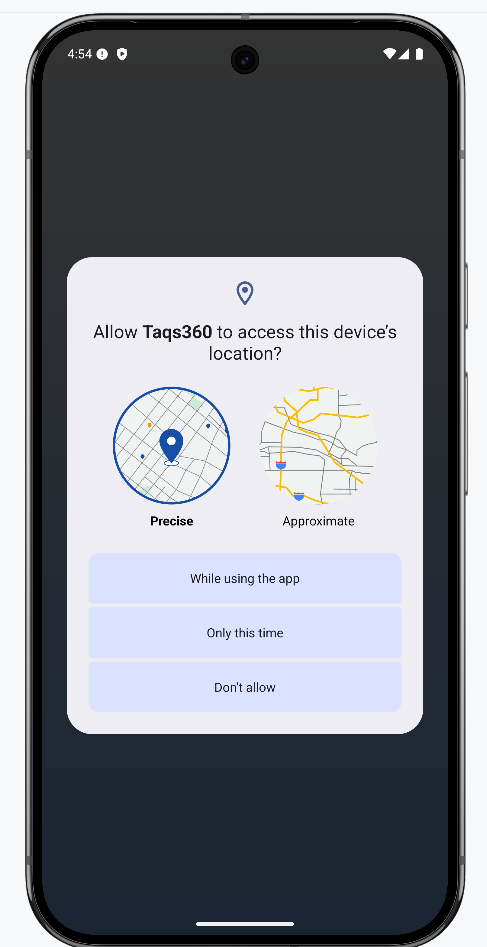 4:54
Allow Taqs360 to access this device's
location?
Precise
Approximate
While using the app
Only this time
Don't allow